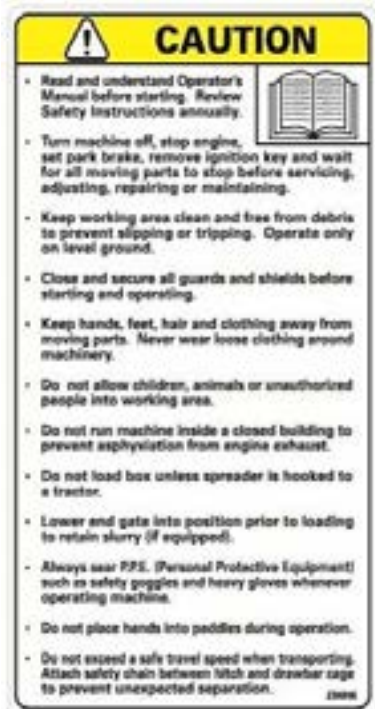 CAUTION
- Read and understand Operator's
Manual before starting. Review
Safety Instructions annually.
- Turn machine off, stop engine,
set park brake, remove ignition key and wait
for all moving parts to stop before servicing,
adjusting, repairing or maintaining.
- Keep working area clean and free from debris
to prevent slipping or tripping. Operate only
on level ground.
- Close and secure all guards and shields before
starting and operating.
- Keep hands, feet, hair and clothing away from
moving parts. Never wear loose clothing around
machinery.
- Do not allow children, animals or unauthorized
people into working area.
- Do not run machine inside a closed building to
prevent asphyxiation from engine exhaust.
- Do not load box unless spreader is hooked to
a tractor.
- Lower end gate into position prior to loading
to retain slurry (if equipped).
- Always wear P.P.E. (Personal Protective Equipment)
such as safety goggles and heavy gloves whenever
operating machine.
- Do not place hands into paddles during operation.
- Do not exceed a safe travel speed when transporting.
Attach safety chain between hitch and drawbar cage
to prevent unexpected separation.